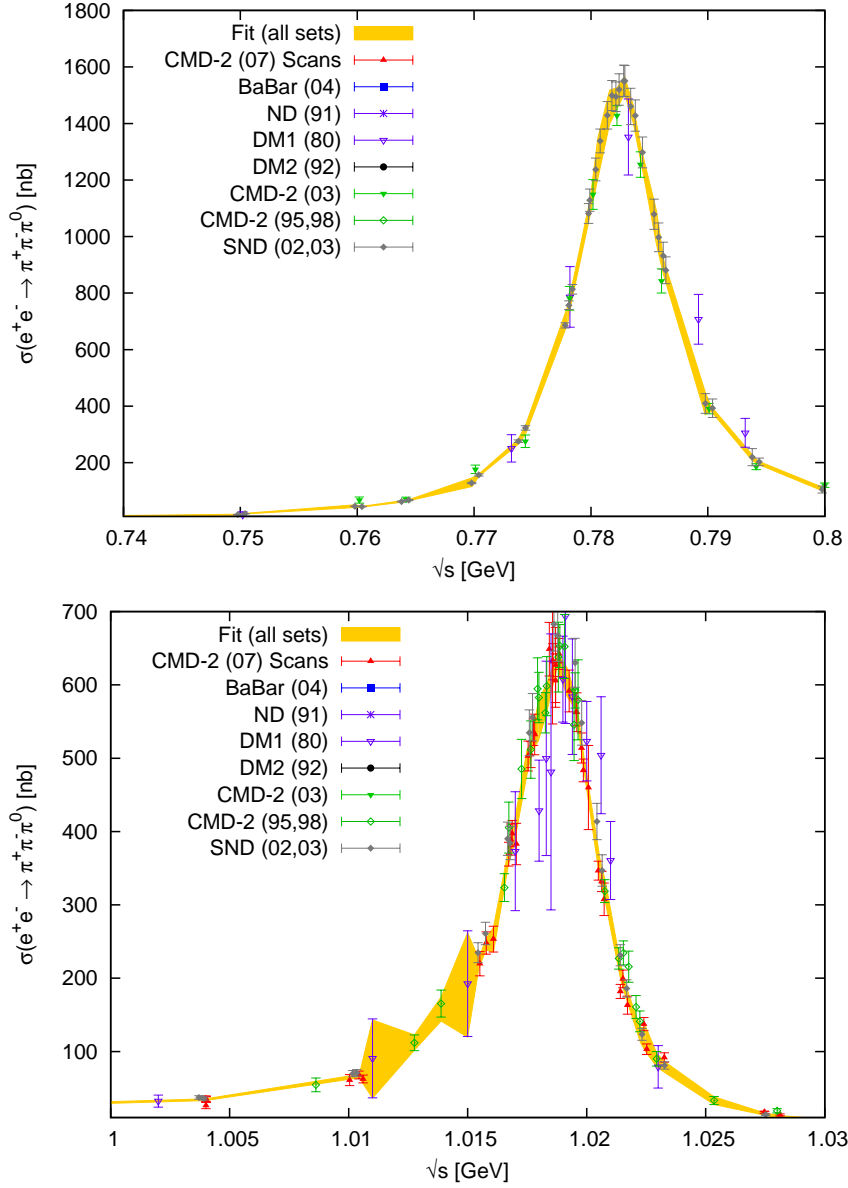 σ(e⁺e⁻ → π⁺π⁻π⁰) [nb]
1800
1600
1400
1200
1000
800
600
400
200
Fit (all sets)
CMD-2 (07) Scans
BaBar (04)
ND (91)
DM1 (80)
DM2 (92)
CMD-2 (03)
CMD-2 (95,98)
SND (02,03)
0.74 0.75 0.76 0.77 0.78 0.79 0.8
√s [GeV]
σ(e⁺e⁻ → π⁺π⁻π⁰) [nb]
700
600
500
400
300
200
100
Fit (all sets)
CMD-2 (07) Scans
BaBar (04)
ND (91)
DM1 (80)
DM2 (92)
CMD-2 (03)
CMD-2 (95,98)
SND (02,03)
1 1.005 1.010 1.015 1.02 1.025 1.03
√s [GeV]